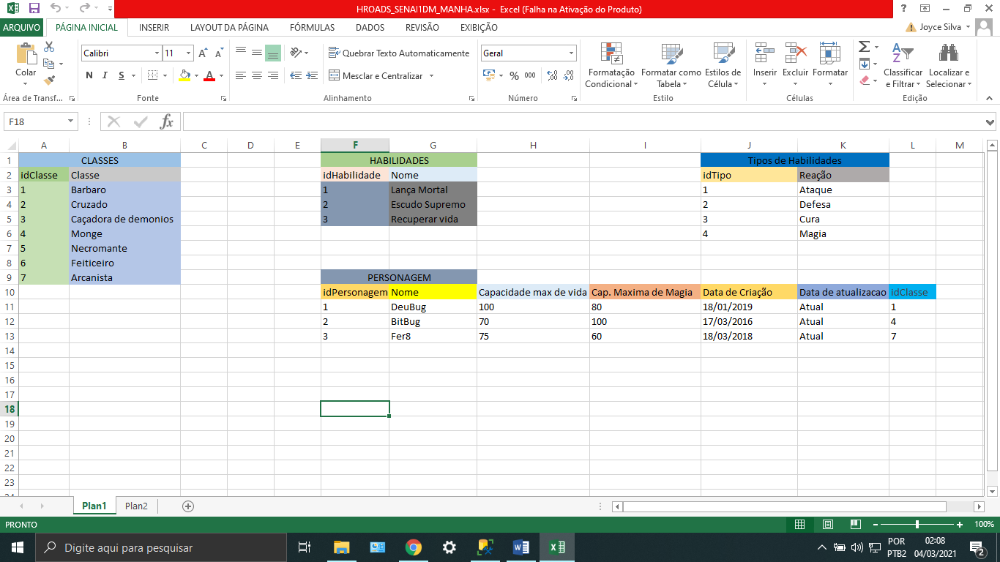 HROADS_SENAI1DM_MANHA.xlsx - Excel (Falha na Ativação do Produto)
ARQUIVO PÁGINA INICIAL INSERIR LAYOUT DA PÁGINA FÓRMULAS DADOS REVISÃO EXIBIÇÃO Joyce Silva
Colar
Calibri 11
N I S
Quebrar Texto Automaticamente
Mesclar e Centralizar
Geral
% 000
Formatação Condicional
Formatar como Tabela
Estilos de Célula
Inserir Excluir Formatar
Classificar e Filtrar
Localizar e Selecionar
Área de Transf... Fonte Alinhamento Número Estilo Células Edição
F18 fx
A B C D E F G H I J K L M
1 CLASSES HABILIDADES Tipos de Habilidades
2 idClasse Classe idHabilidade Nome idTipo Reação
3 1 Barbaro 1 Lança Mortal 1 Ataque
4 2 Cruzado 2 Escudo Supremo 2 Defesa
5 3 Caçadora de demonios 3 Recuperar vida 3 Cura
6 4 Monge 4 Magia
7 5 Necromante
8 6 Feiticeiro
9 7 Arcanista PERSONAGEM
10 idPersonagem Nome Capacidade max de vida Cap. Maxima de Magia Data de Criação Data de atualizacao idClasse
11 1 DeuBug 100 80 18/01/2019 Atual 1
12 2 BitBug 70 100 17/03/2016 Atual 4
13 3 Fer8 75 60 18/03/2018 Atual 7
14
15
16
17
18
19
20
21
22
23
Plan1 Plan2
PRONTO 100%
Digite aqui para pesquisar
POR 02:08
PTB2 04/03/2021 2